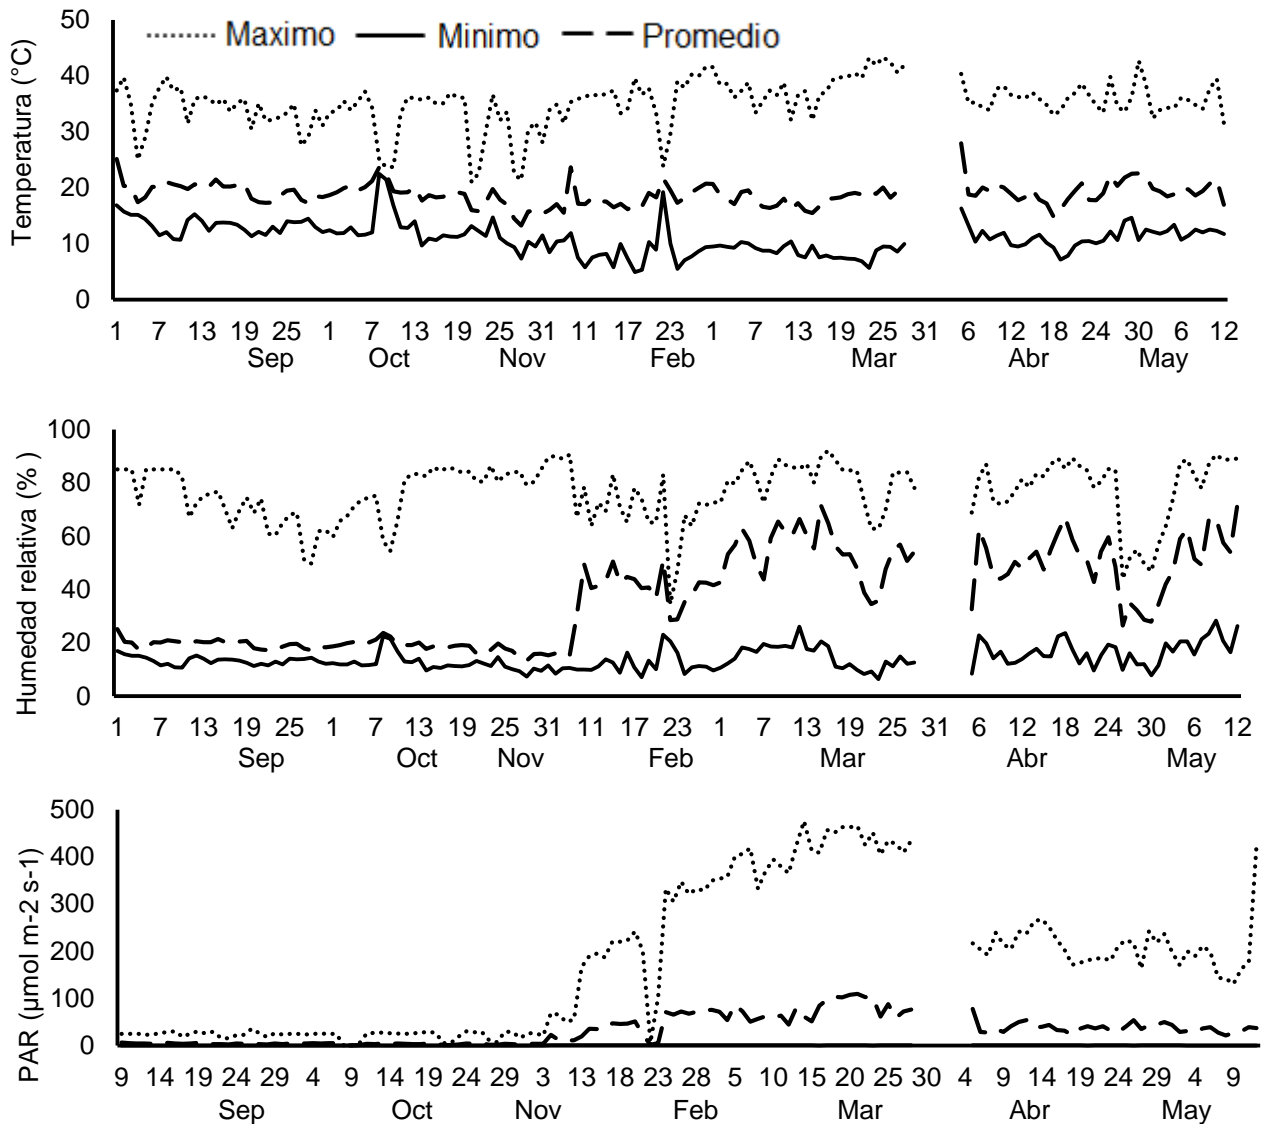 Maximo Minimo Promedio
Temperatura (°C)
50
40
30
20
10
0
1 7 13 19 25 1 7 13 19 25 31 11 17 23 1 7 13 19 25 31 6 12 18 24 30 6 12
Sep Oct Nov Feb Mar Abr May
Humedad relativa (% )
100
80
60
40
20
0
1 7 13 19 25 1 7 13 19 25 31 11 17 23 1 7 13 19 25 31 6 12 18 24 30 6 12
Sep Oct Nov Feb Mar Abr May
PAR (µmol m-2 s-1)
500
400
300
200
100
0
9 14 19 24 29 4 9 14 19 24 29 3 13 18 23 28 5 10 15 20 25 30 4 9 14 19 24 29 4 9
Sep Oct Nov Feb Mar Abr May